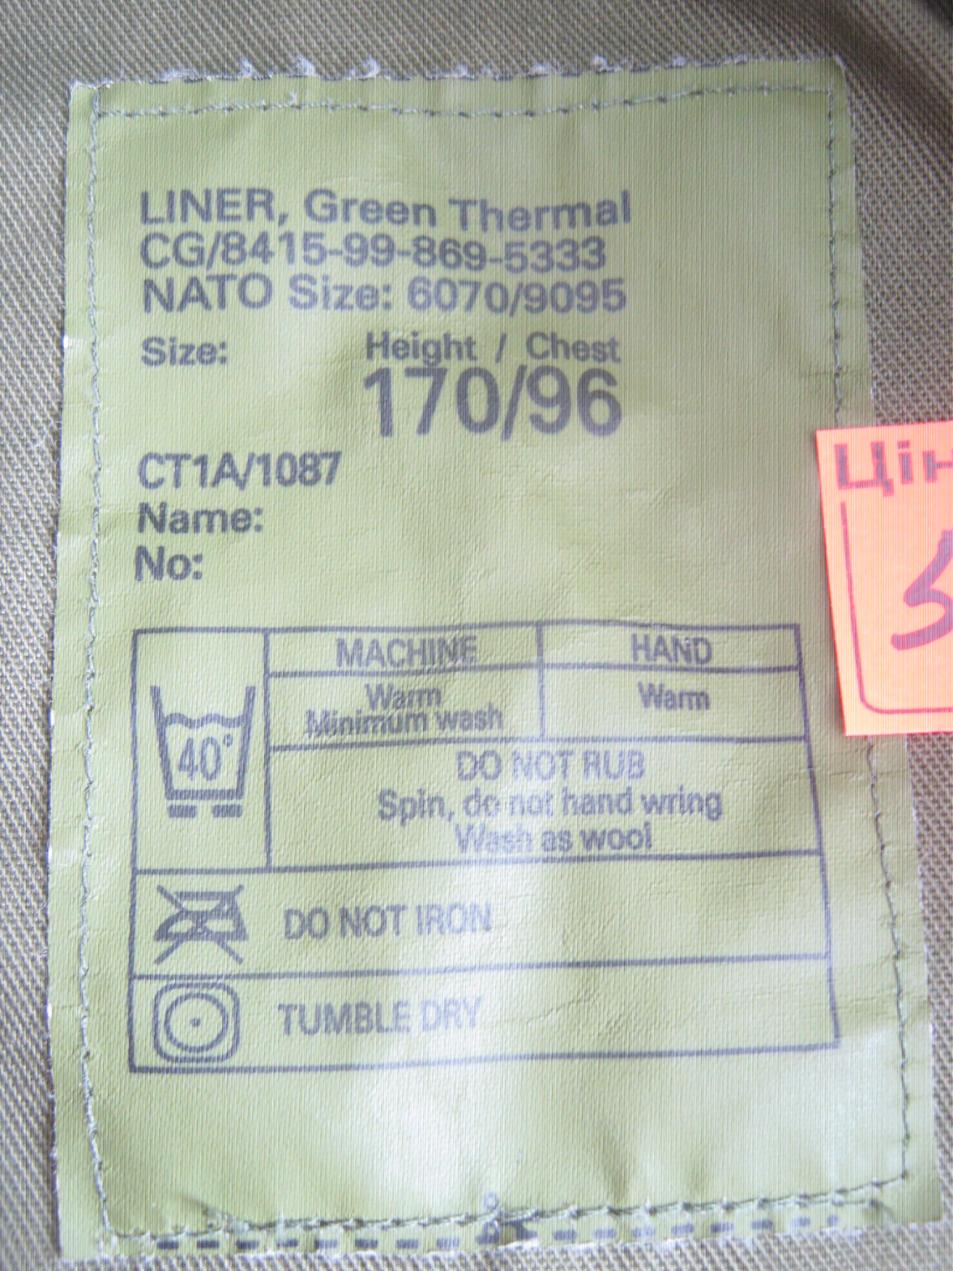 LINER, Green Thermal
CG/8415-99-869-5333
NATO Size: 6070/9095
Size: Height / Chest
170/96
CT1A/1087
Name:
No:
MACHINE HAND
Warm Warm
Minimum wash
40°
DO NOT RUB
Spin, do not hand wring
Wash as wool
DO NOT IRON
TUMBLE DRY